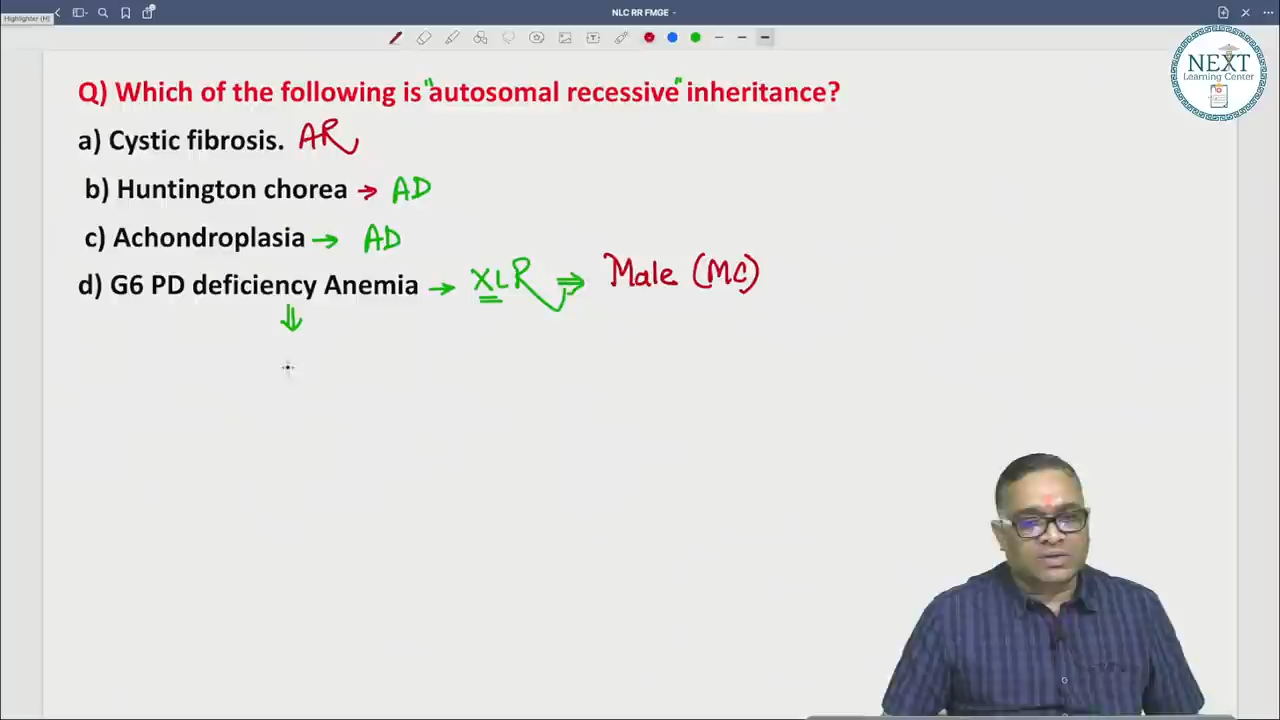 Highlighter (H)
NLC RR FMGE
NEXT
Learning Center
Q) Which of the following is "autosomal recessive" inheritance?
a) Cystic fibrosis. AR
b) Huntington chorea → AD
c) Achondroplasia → AD
d) G6 PD deficiency Anemia → XLR ⇒ Male (MC)